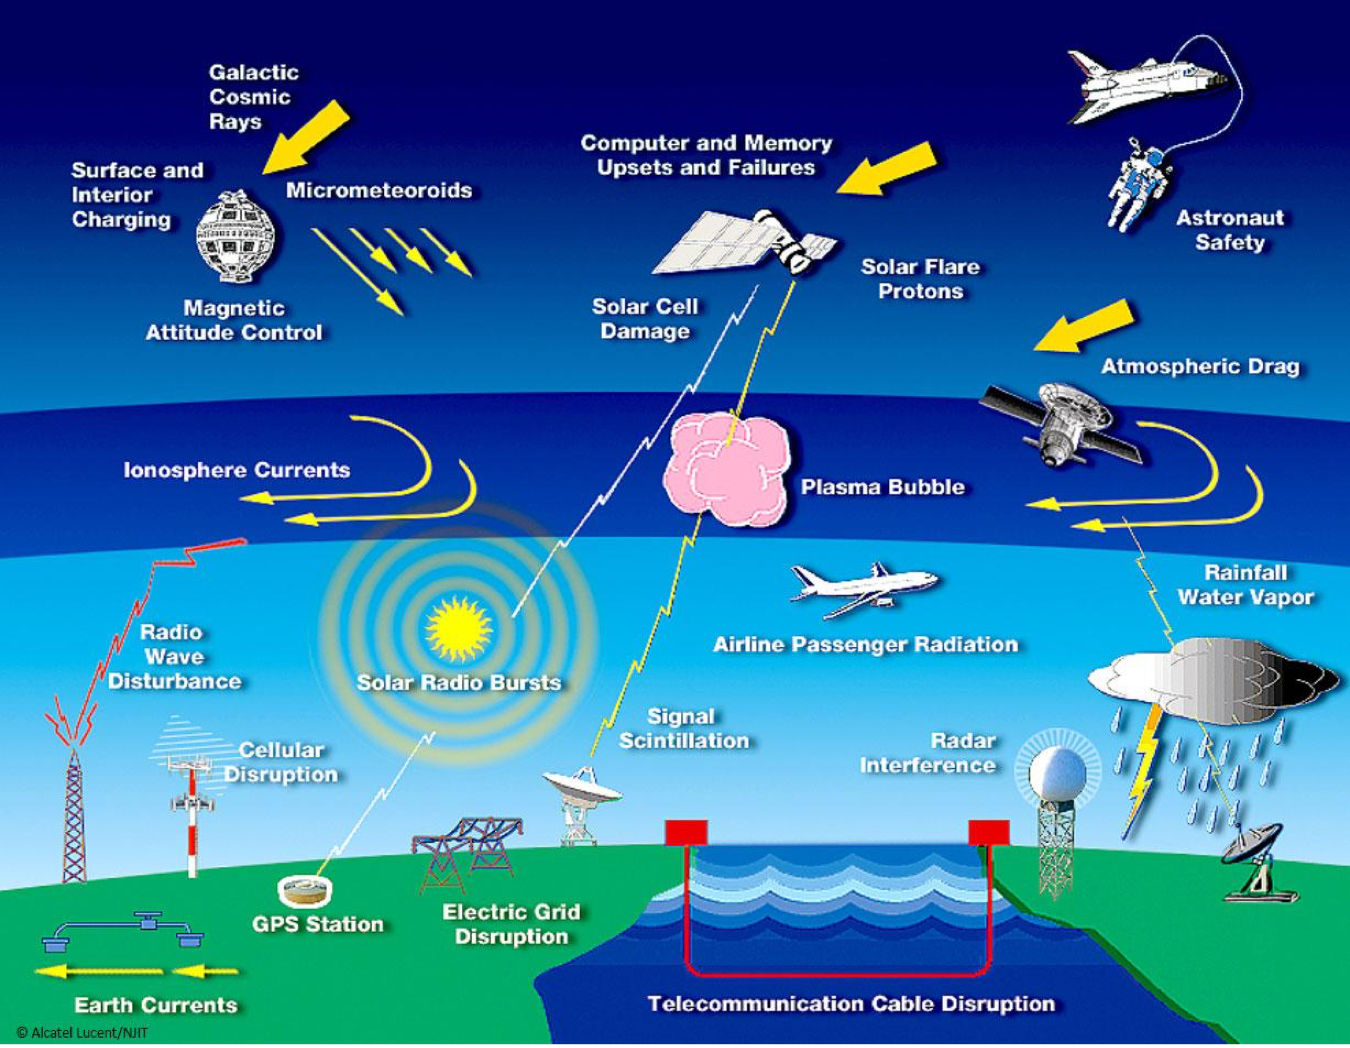 Galactic
Cosmic
Rays
Surface and
Interior
Charging
Micrometeoroids
Magnetic
Attitude Control
Computer and Memory
Upsets and Failures
Solar Cell
Damage
Solar Flare
Protons
Astronaut
Safety
Atmospheric Drag
Ionosphere Currents
Plasma Bubble
Rainfall
Water Vapor
Radio
Wave
Disturbance
Solar Radio Bursts
Airline Passenger Radiation
Cellular
Disruption
Signal
Scintillation
Radar
Interference
GPS Station
Electric Grid
Disruption
Earth Currents
Telecommunication Cable Disruption
© Alcatel Lucent/NJIT